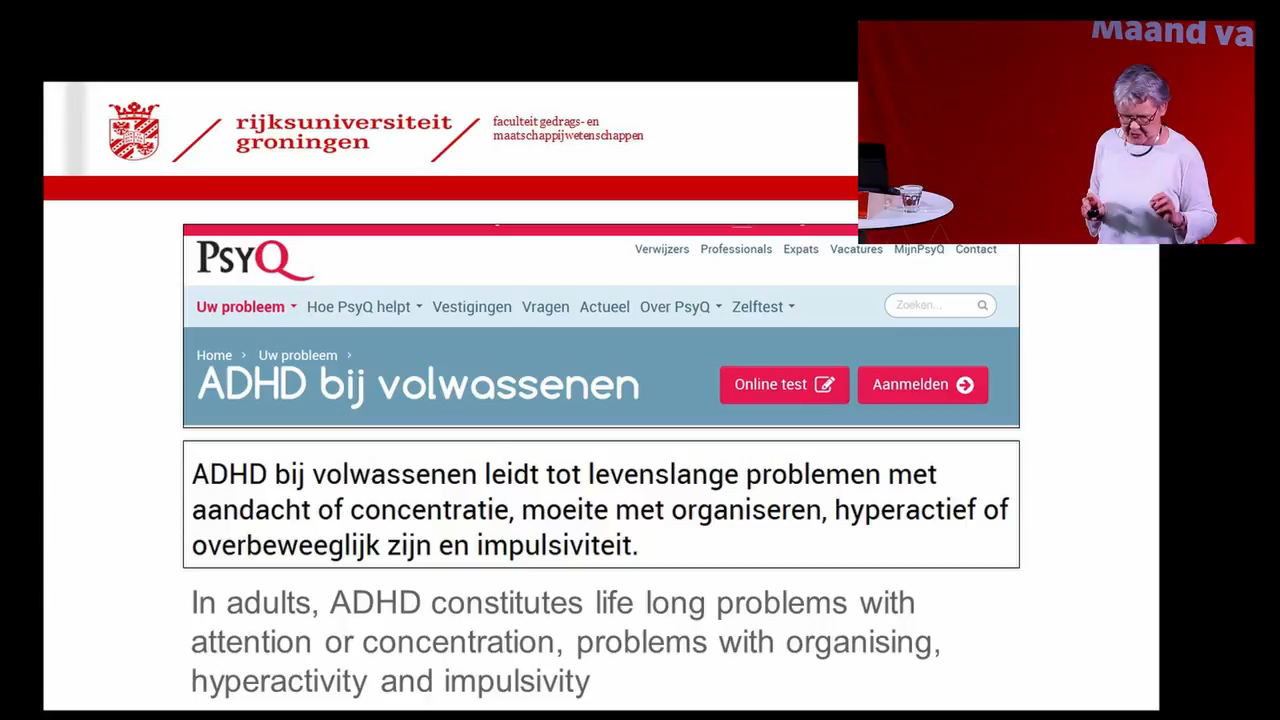 Maand va
rijksuniversiteit
groningen
faculteit gedrags- en
maatschappijwetenschappen
PsyQ
Verwijzers Professionals Expats Vacatures MijnPsyQ Contact
Uw probleem Hoe PsyQ helpt Vestigingen Vragen Actueel Over PsyQ Zelftest Zoeken...
Home › Uw probleem ›
ADHD bij volwassenen
Online test Aanmelden
ADHD bij volwassenen leidt tot levenslange problemen met
aandacht of concentratie, moeite met organiseren, hyperactief of
overbeweeglijk zijn en impulsiviteit.
In adults, ADHD constitutes life long problems with
attention or concentration, problems with organising,
hyperactivity and impulsivity